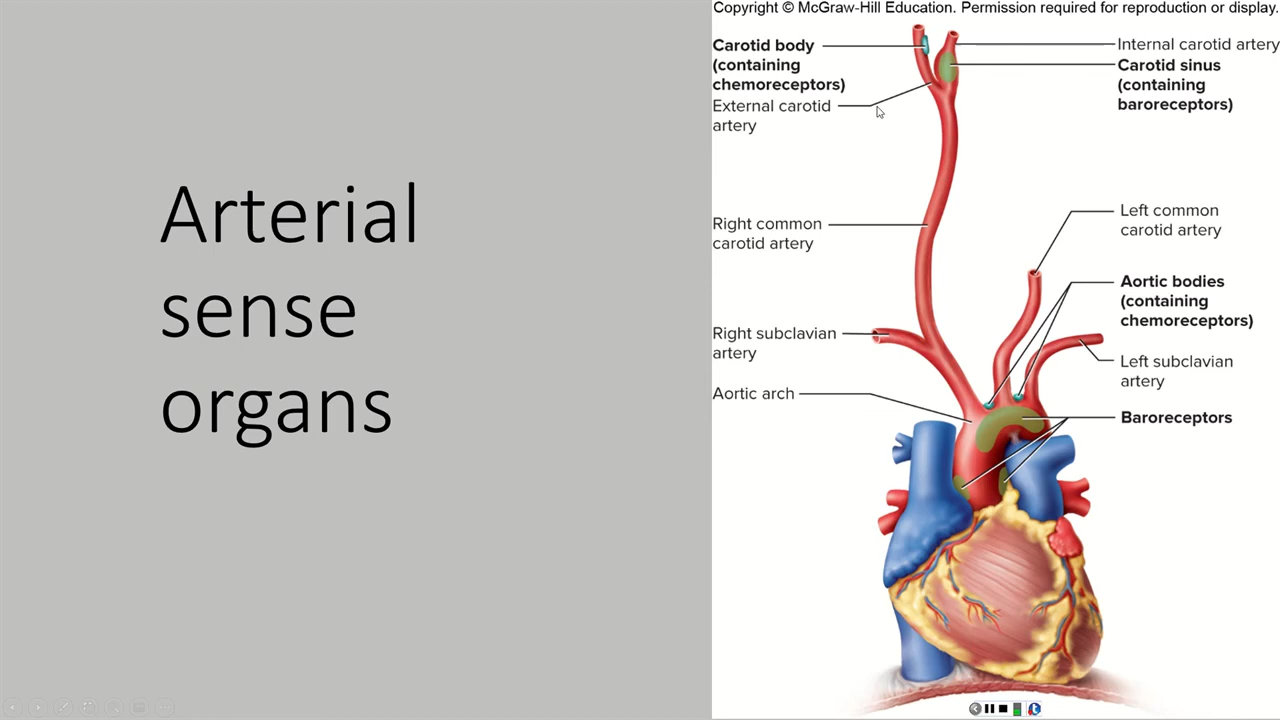 Copyright © McGraw-Hill Education. Permission required for reproduction or display.
Arterial
sense
organs
Carotid body
(containing
chemoreceptors)
External carotid
artery
Right common
carotid artery
Right subclavian
artery
Aortic arch
Internal carotid artery
Carotid sinus
(containing
baroreceptors)
Left common
carotid artery
Aortic bodies
(containing
chemoreceptors)
Left subclavian
artery
Baroreceptors